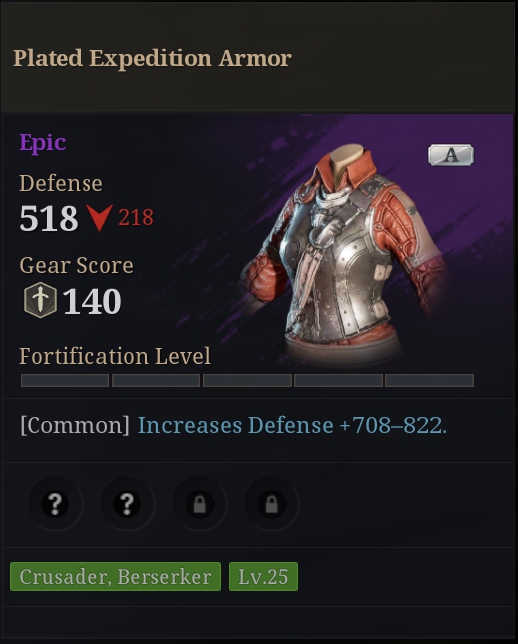 Plated Expedition Armor
Epic
A
Defense
518 218
Gear Score
140
Fortification Level
[Common] Increases Defense +708–822.
? ?
Crusader, Berserker Lv.25